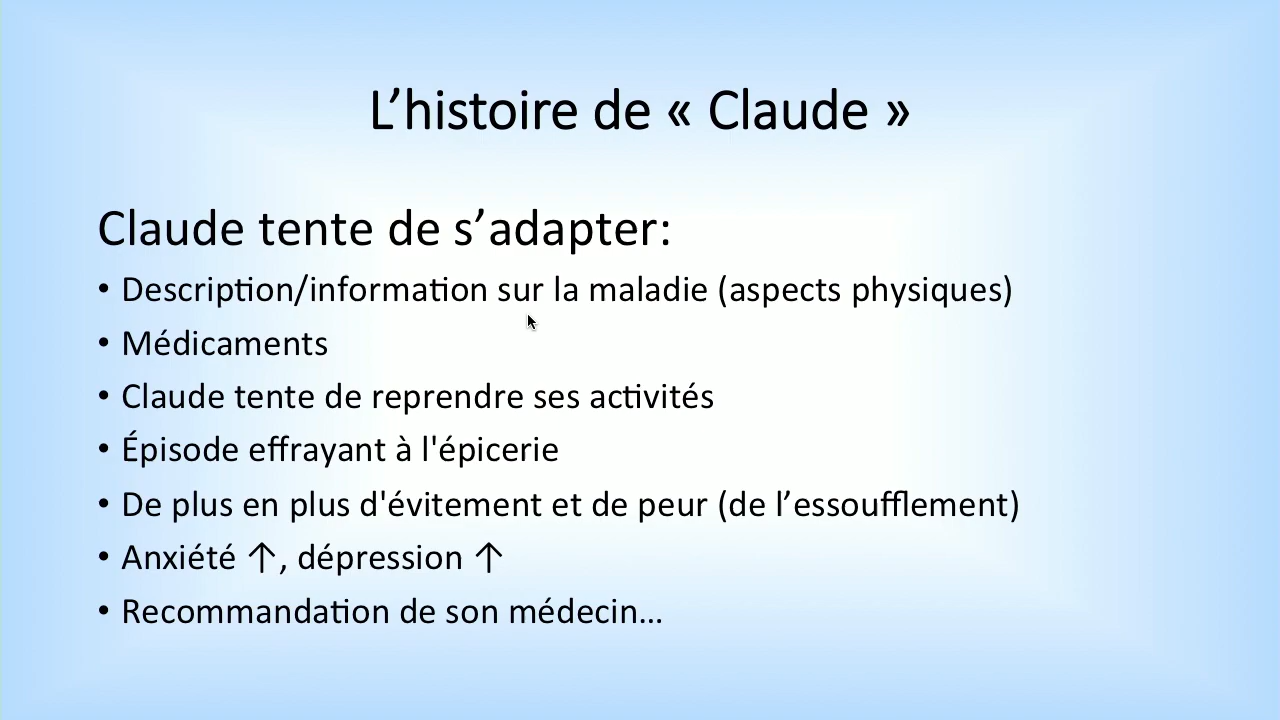 L’histoire de « Claude »
Claude tente de s’adapter:
• Description/information sur la maladie (aspects physiques)
• Médicaments
• Claude tente de reprendre ses activités
• Épisode effrayant à l'épicerie
• De plus en plus d'évitement et de peur (de l’essoufflement)
• Anxiété ↑, dépression ↑
• Recommandation de son médecin…